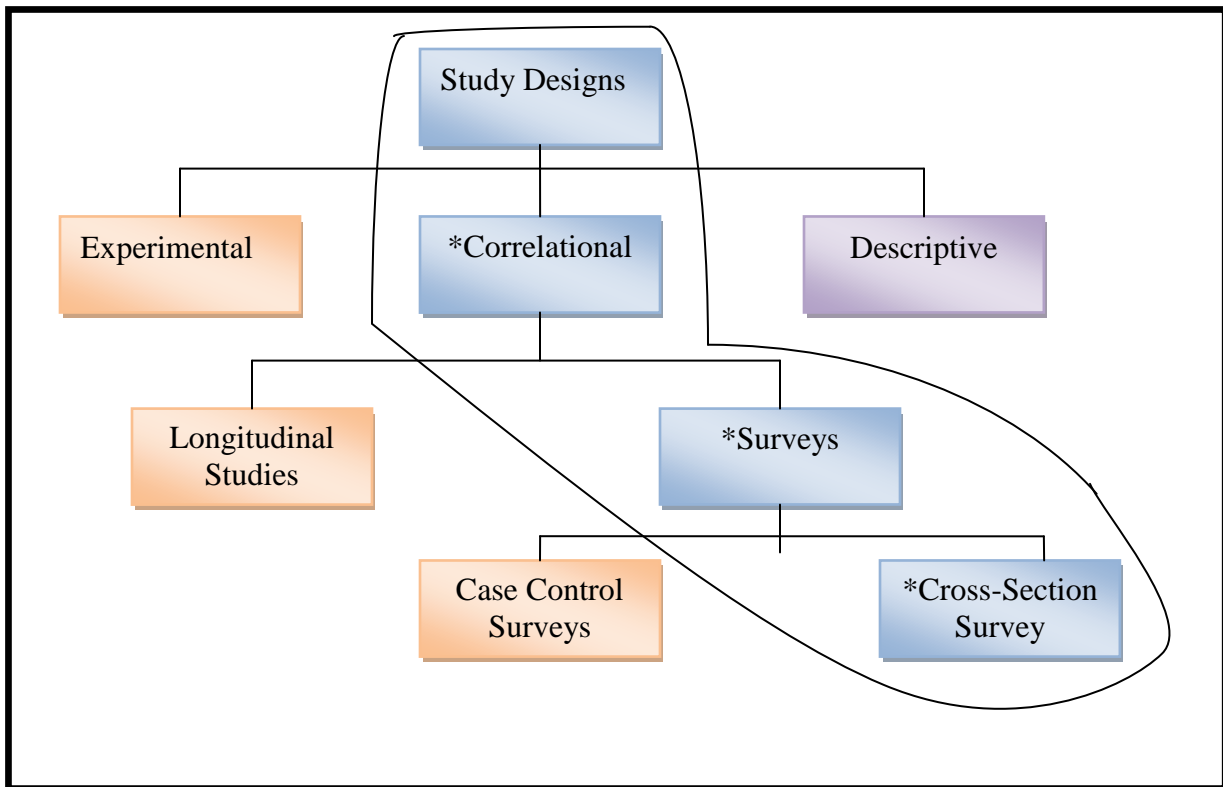 Study Designs
Experimental
*Correlational
Descriptive
Longitudinal
Studies
*Surveys
Case Control
Surveys
*Cross-Section
Survey